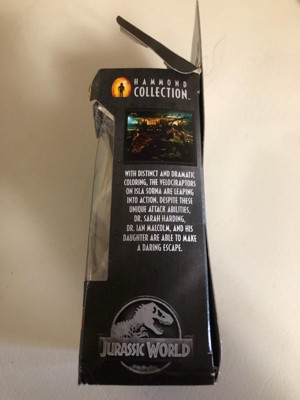 HAMMOND
COLLECTION™
WITH DISTINCT AND DRAMATIC
COLORING, THE VELOCIRAPTORS
ON ISLA SORNA ARE LEAPING
INTO ACTION. DESPITE THESE
UNIQUE ATTACK ABILITIES,
DR. SARAH HARDING,
DR. IAN MALCOLM, AND HIS
DAUGHTER ARE ABLE TO MAKE
A DARING ESCAPE.
JURASSIC WORLD